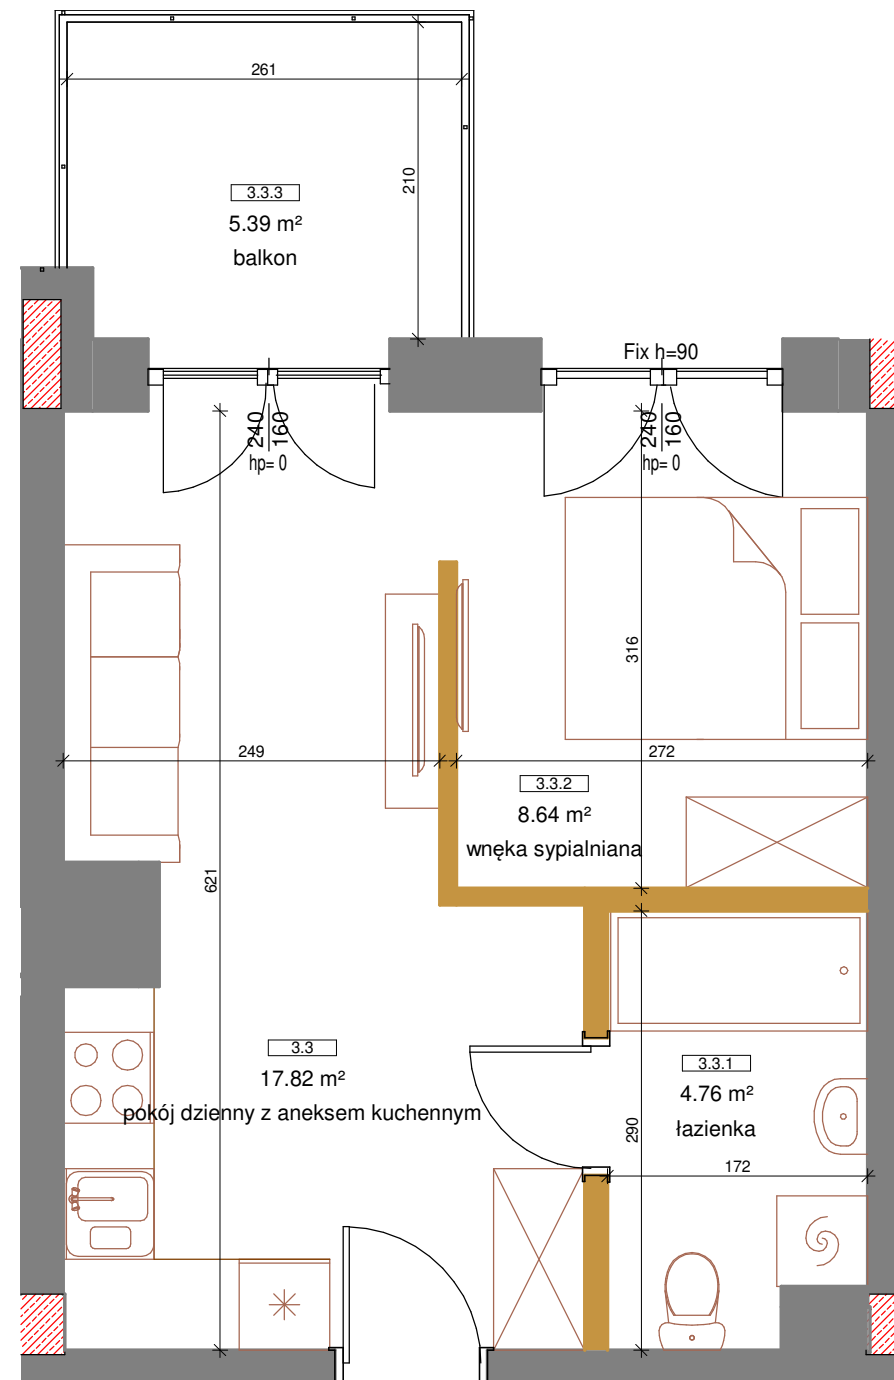 261
210
3.3.3
5.39 m²
balkon
Fix h=90
240
160
hp= 0
240
160
hp= 0
316
249
272
3.3.2
8.64 m²
wnęka sypialniana
621
3.3
17.82 m²
pokój dzienny z aneksem kuchennym
3.3.1
4.76 m²
łazienka
290
172